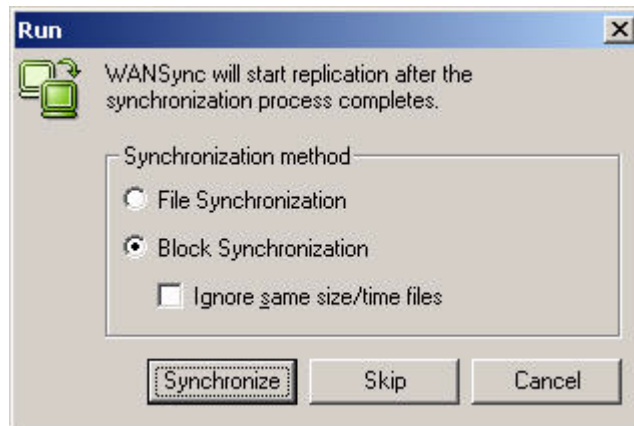 Run
WANSync will start replication after the
synchronization process completes.
Synchronization method
File Synchronization
Block Synchronization
Ignore same size/time files
Synchronize
Skip
Cancel